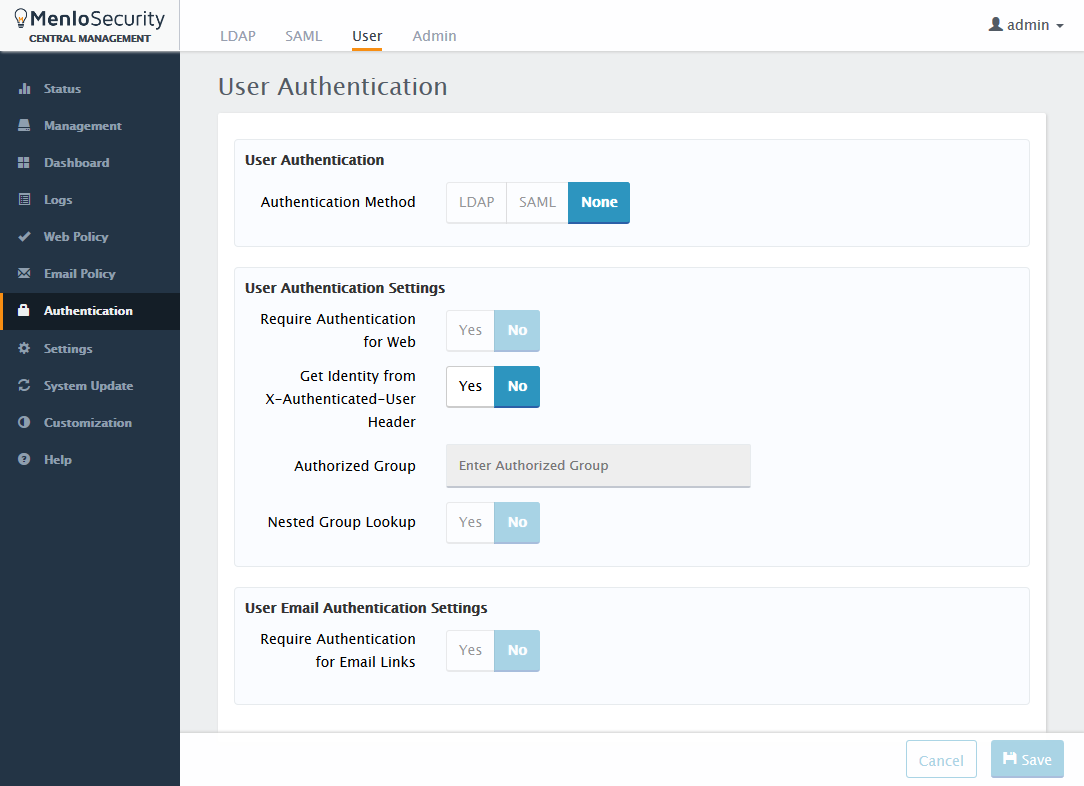 MenloSecurity
CENTRAL MANAGEMENT
LDAP SAML User Admin
admin
Status
Management
Dashboard
Logs
Web Policy
Email Policy
Authentication
Settings
System Update
Customization
Help
User Authentication
User Authentication
Authentication Method LDAP SAML None
User Authentication Settings
Require Authentication
for Web
Yes No
Get Identity from
X-Authenticated-User
Header
Yes No
Authorized Group Enter Authorized Group
Nested Group Lookup Yes No
User Email Authentication Settings
Require Authentication
for Email Links
Yes No
Cancel Save